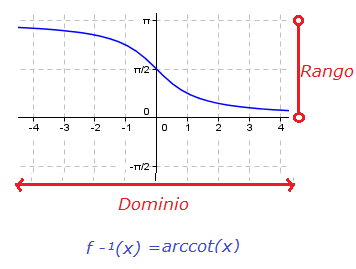 π
Rango
π/2
0
-4 -3 -2 -1 0 1 2 3 4
-π/2
Dominio
f -1(x) =arccot(x)